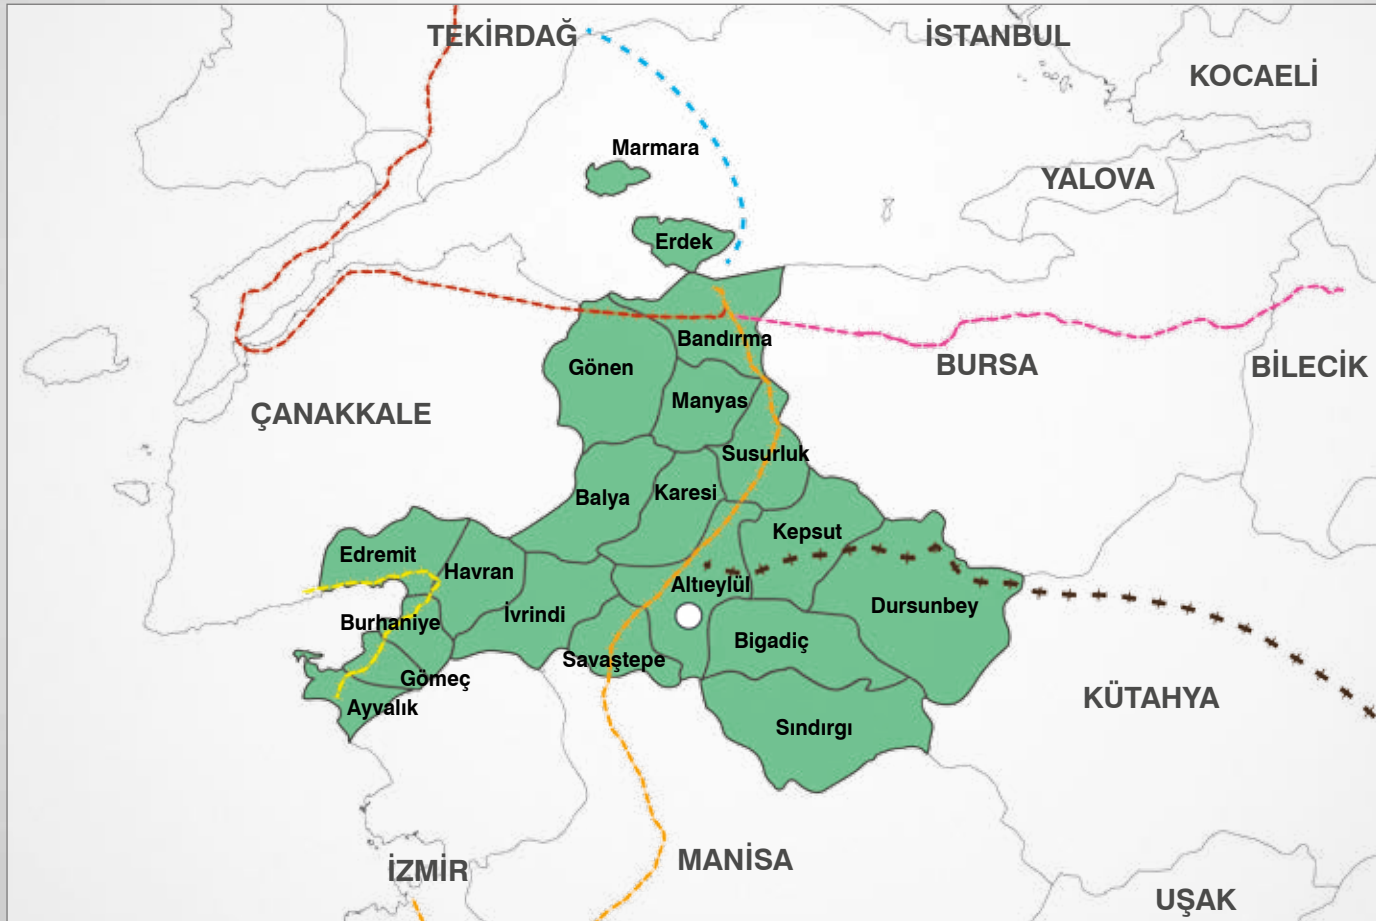 TEKİRDAĞ
İSTANBUL
KOCAELİ
Marmara
YALOVA
Erdek
Bandırma
Gönen
BURSA
BİLECİK
Manyas
ÇANAKKALE
Susurluk
Karesi
Balya
Kepsut
Edremit
Havran
Altıeylül
Dursunbey
İvrindi
Burhaniye
Bigadiç
Savaştepe
Gömeç
KÜTAHYA
Ayvalık
Sındırgı
MANİSA
İZMİR
UŞAK